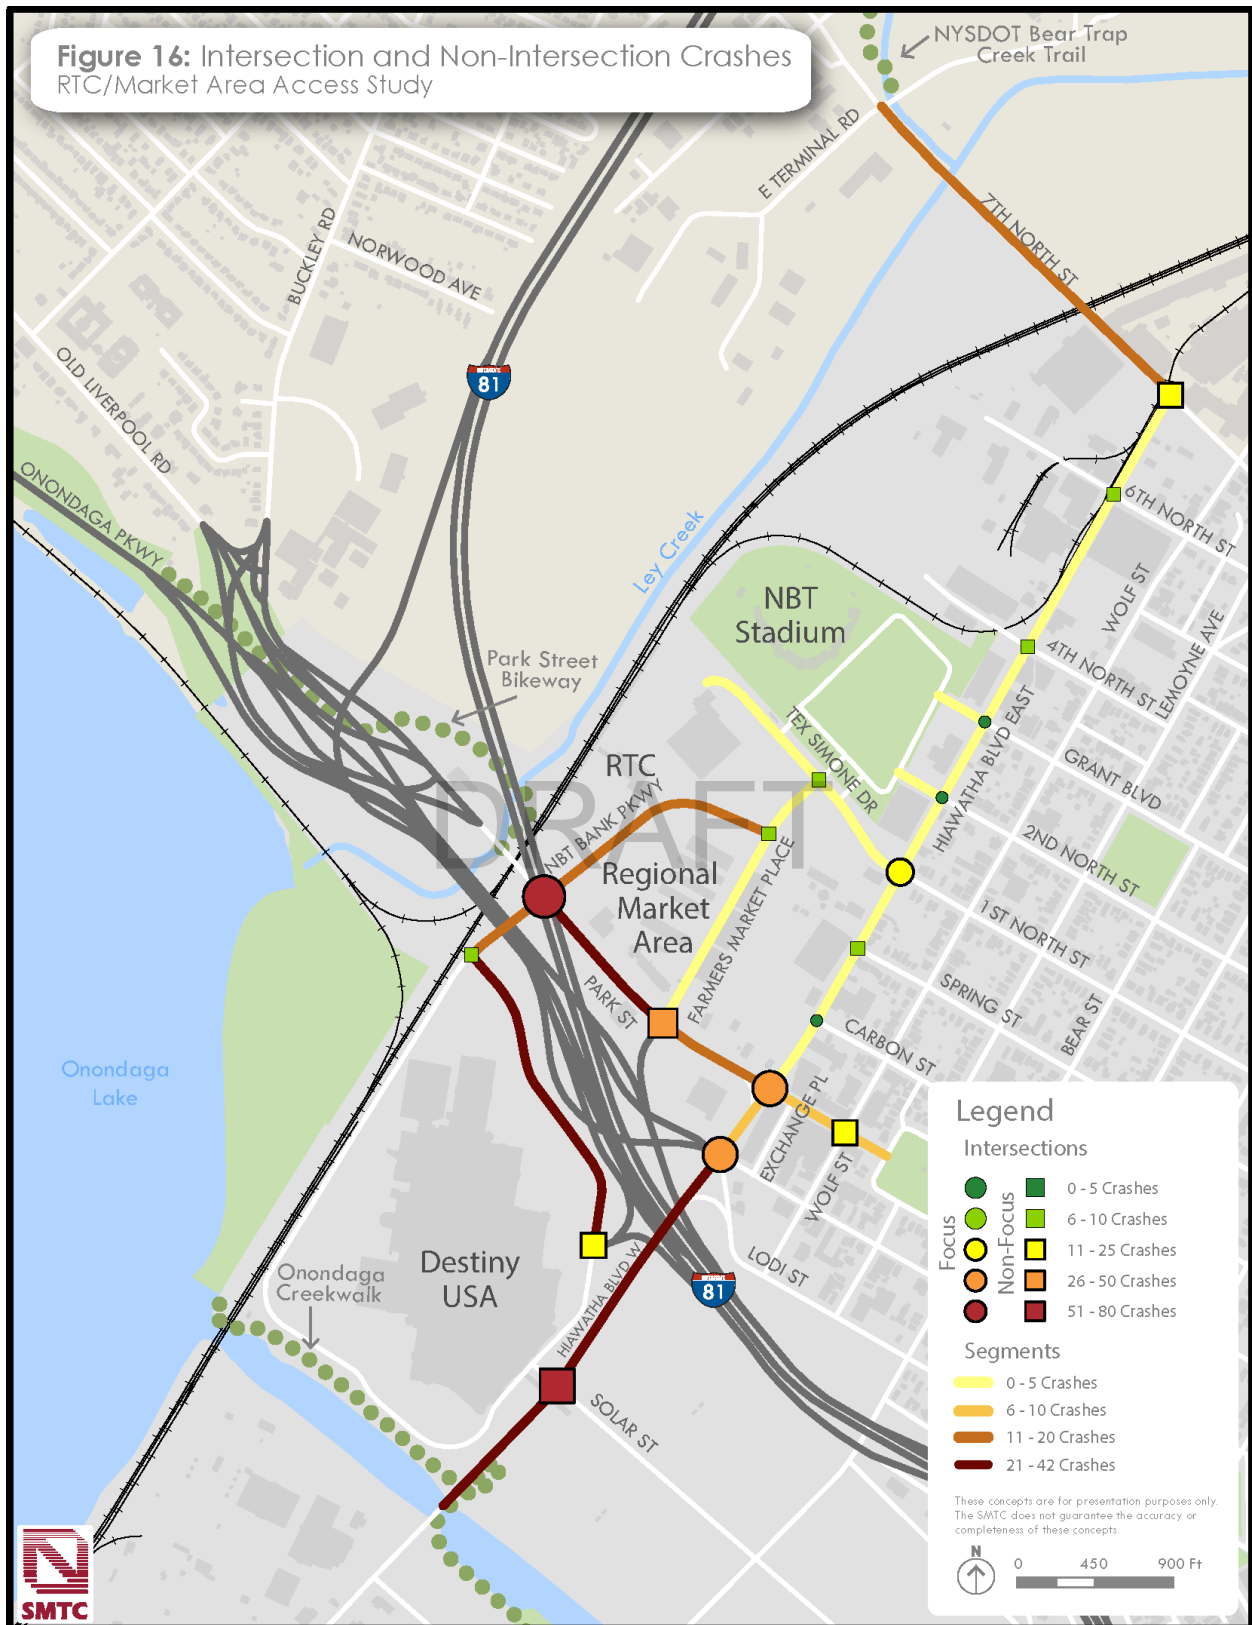 Figure 16: Intersection and Non-Intersection Crashes
RTC/Market Area Access Study
NYSDOT Bear Trap
Creek Trail
E TERMINAL RD
7TH NORTH ST
BUCKLEY RD
NORWOOD AVE
OLD LIVERPOOL RD
81
ONONDAGA PKWY
Ley Creek
6TH NORTH ST
WOLF ST
LEMOYNE AVE
4TH NORTH ST
NBT
Stadium
Park Street
Bikeway
TEX SIMONE DR
HIAWATHA BLVD EAST
GRANT BLVD
2ND NORTH ST
1ST NORTH ST
RTC
DRAFT
NBT BANK PKWY
Regional
Market
Area
FARMERS MARKET PLACE
PARK ST
SPRING ST
BEAR ST
CARBON ST
EXCHANGE PL
WOLF ST
LODI ST
Onondaga
Lake
Destiny
USA
Onondaga
Creekwalk
HIAWATHA BLVD W
81
SOLAR ST
Legend
Intersections
Focus
Non-Focus
0 - 5 Crashes
6 - 10 Crashes
11 - 25 Crashes
26 - 50 Crashes
51 - 80 Crashes
Segments
0 - 5 Crashes
6 - 10 Crashes
11 - 20 Crashes
21 - 42 Crashes
These concepts are for presentation purposes only.
The SMTC does not guarantee the accuracy or
completeness of these concepts.
N
0 450 900 Ft
SMTC